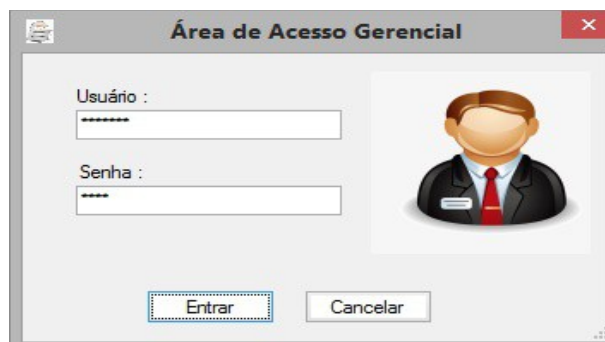 Área de Acesso Gerencial
Usuário :
*******
Senha :
****
Entrar
Cancelar